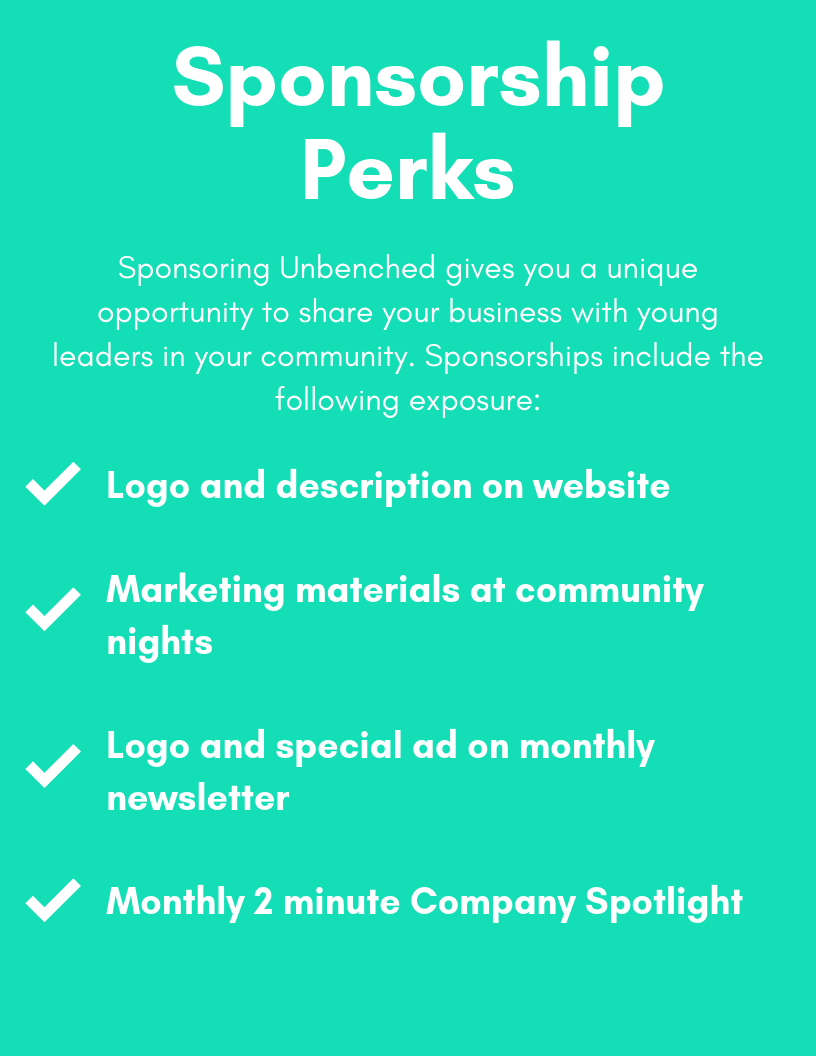 Sponsorship
Perks
Sponsoring Unbenched gives you a unique
opportunity to share your business with young
leaders in your community. Sponsorships include the
following exposure:
Logo and description on website
Marketing materials at community
nights
Logo and special ad on monthly
newsletter
Monthly 2 minute Company Spotlight